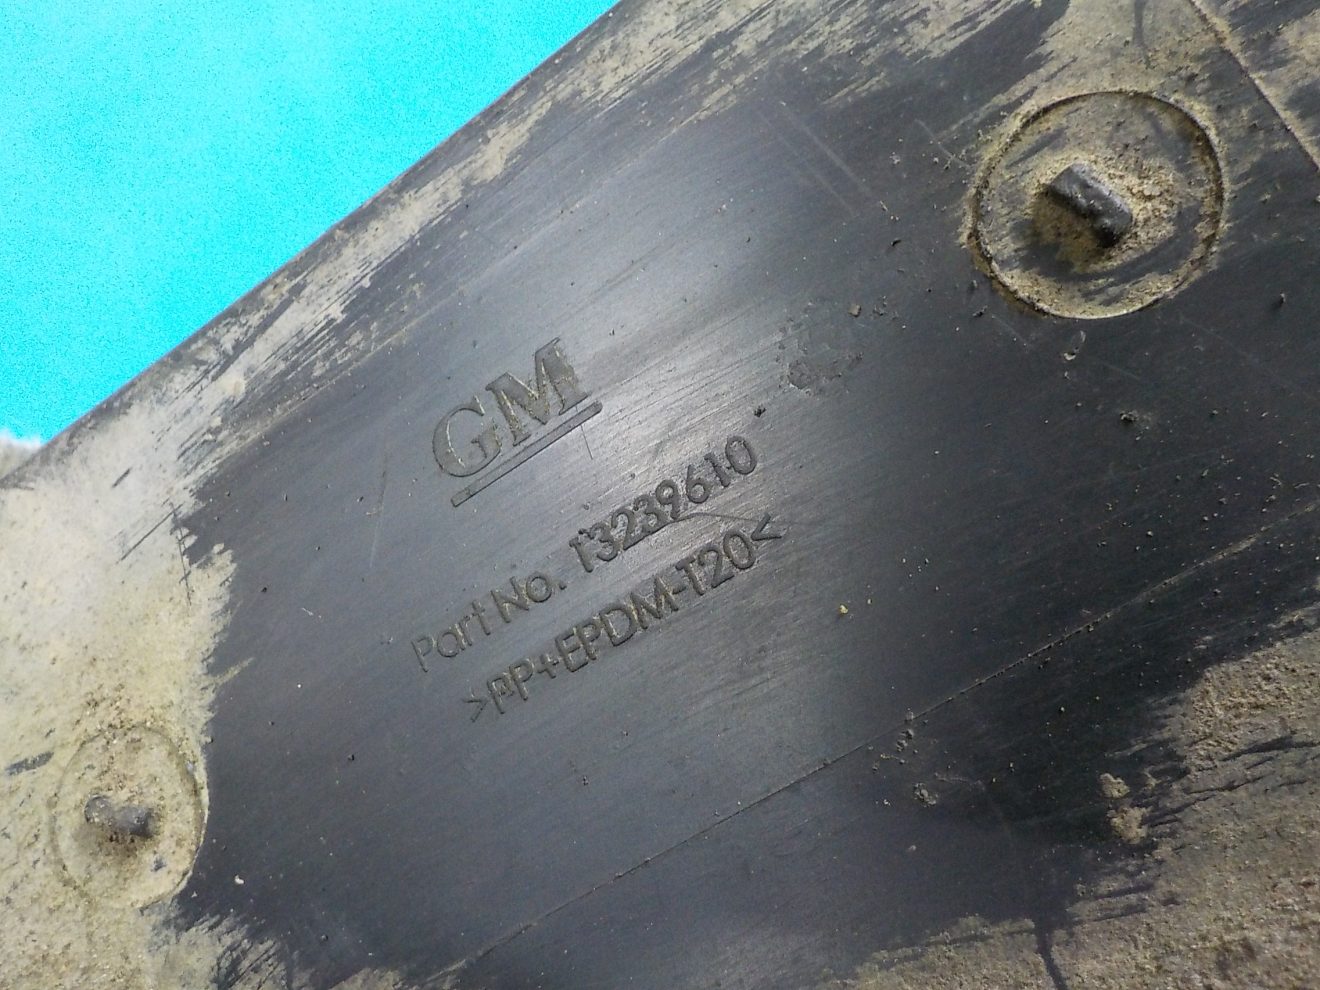 GM
Part No. 13239610
>PP+EPDM-T20<